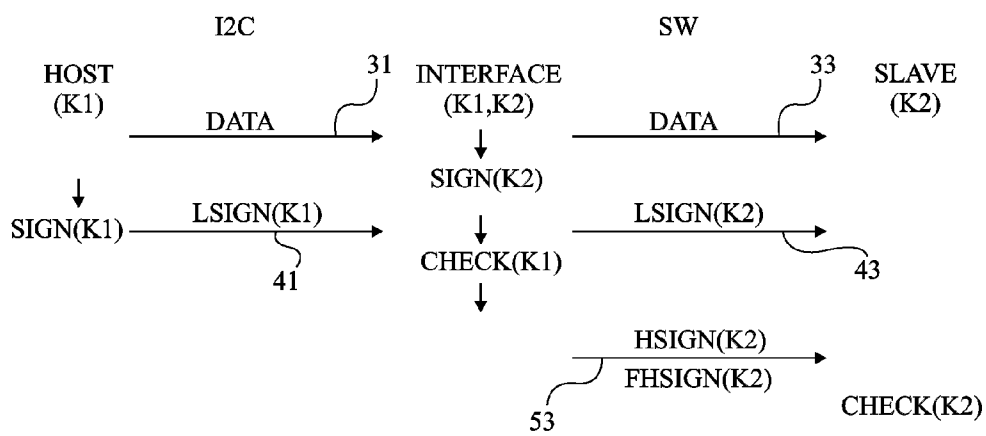 I2C
SW
HOST
(K1)
31
INTERFACE
(K1,K2)
33
SLAVE
(K2)
DATA
DATA
SIGN(K2)
SIGN(K1)
LSIGN(K1)
LSIGN(K2)
41
CHECK(K1)
43
HSIGN(K2)
FHSIGN(K2)
53
CHECK(K2)